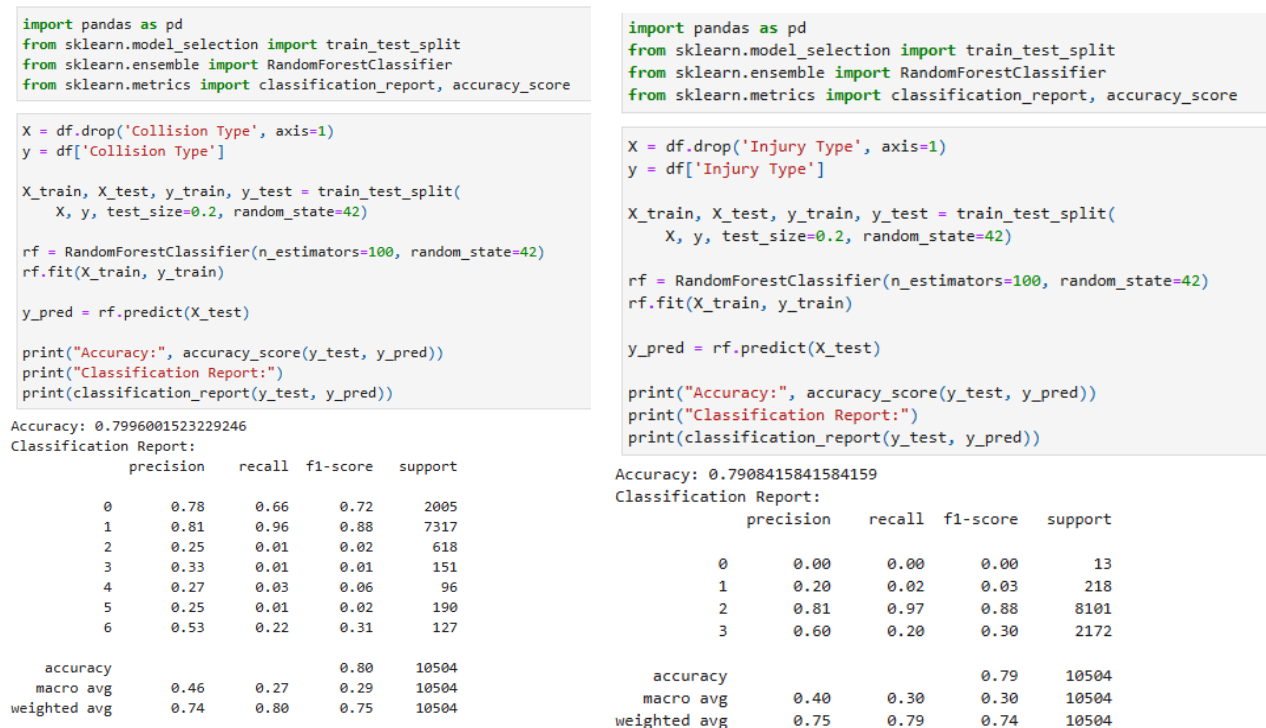 import pandas as pd
from sklearn.model_selection import train_test_split
from sklearn.ensemble import RandomForestClassifier
from sklearn.metrics import classification_report, accuracy_score
X = df.drop('Collision Type', axis=1)
y = df['Collision Type']
X_train, X_test, y_train, y_test = train_test_split(
    X, y, test_size=0.2, random_state=42)
rf = RandomForestClassifier(n_estimators=100, random_state=42)
rf.fit(X_train, y_train)
y_pred = rf.predict(X_test)
print("Accuracy:", accuracy_score(y_test, y_pred))
print("Classification Report:")
print(classification_report(y_test, y_pred))
Accuracy: 0.7996001523229246
Classification Report:
precision recall f1-score support
0 0.78 0.66 0.72 2005
1 0.81 0.96 0.88 7317
2 0.25 0.01 0.02 618
3 0.33 0.01 0.01 151
4 0.27 0.03 0.06 96
5 0.25 0.01 0.02 190
6 0.53 0.22 0.31 127
accuracy 0.80 10504
macro avg 0.46 0.27 0.29 10504
weighted avg 0.74 0.80 0.75 10504
import pandas as pd
from sklearn.model_selection import train_test_split
from sklearn.ensemble import RandomForestClassifier
from sklearn.metrics import classification_report, accuracy_score
X = df.drop('Injury Type', axis=1)
y = df['Injury Type']
X_train, X_test, y_train, y_test = train_test_split(
    X, y, test_size=0.2, random_state=42)
rf = RandomForestClassifier(n_estimators=100, random_state=42)
rf.fit(X_train, y_train)
y_pred = rf.predict(X_test)
print("Accuracy:", accuracy_score(y_test, y_pred))
print("Classification Report:")
print(classification_report(y_test, y_pred))
Accuracy: 0.7908415841584159
Classification Report:
precision recall f1-score support
0 0.00 0.00 0.00 13
1 0.20 0.02 0.03 218
2 0.81 0.97 0.88 8101
3 0.60 0.20 0.30 2172
accuracy 0.79 10504
macro avg 0.40 0.30 0.30 10504
weighted avg 0.75 0.79 0.74 10504